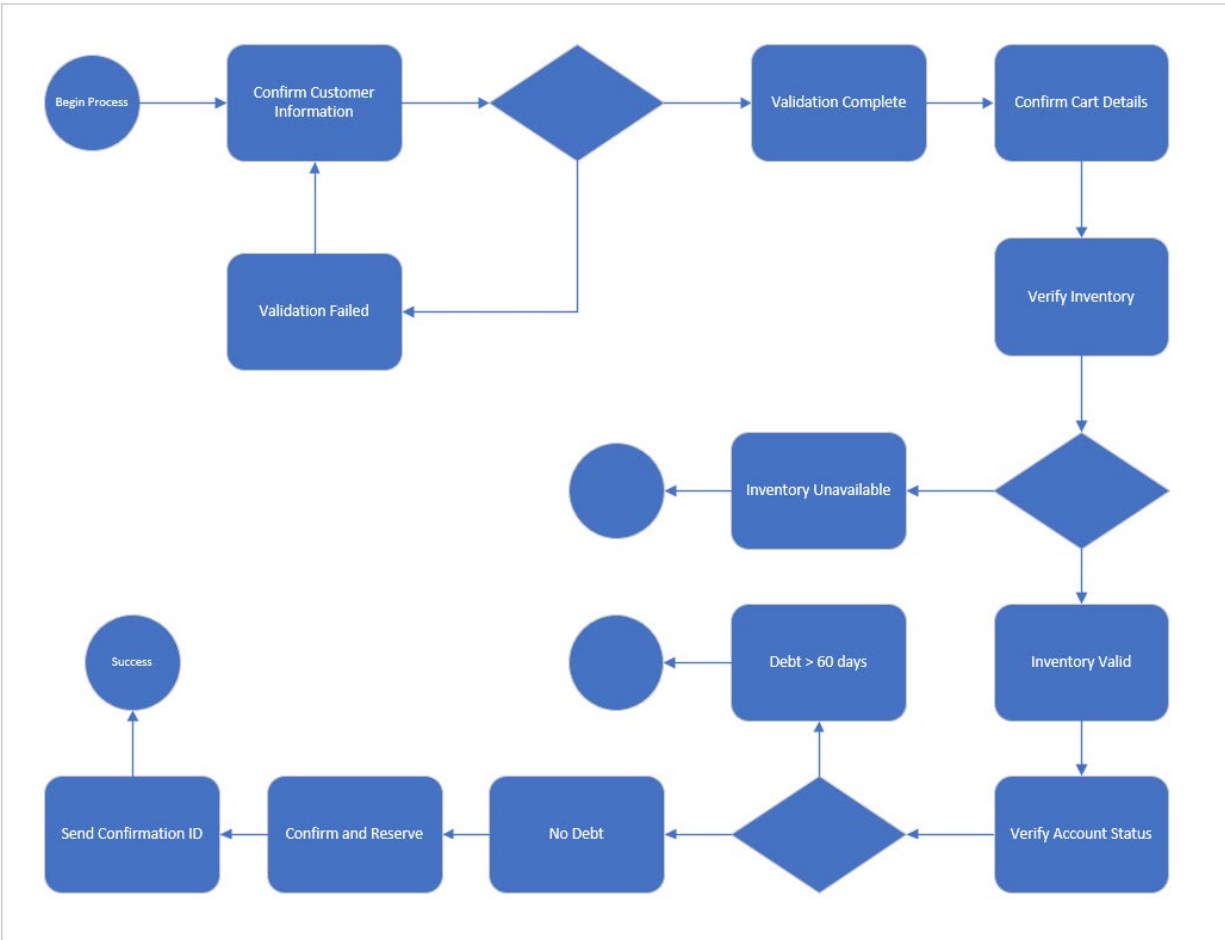 Begin Process
Confirm Customer
Information
Validation Complete
Confirm Cart Details
Validation Failed
Verify Inventory
Inventory Unavailable
Success
Debt > 60 days
Inventory Valid
Send Confirmation ID
Confirm and Reserve
No Debt
Verify Account Status